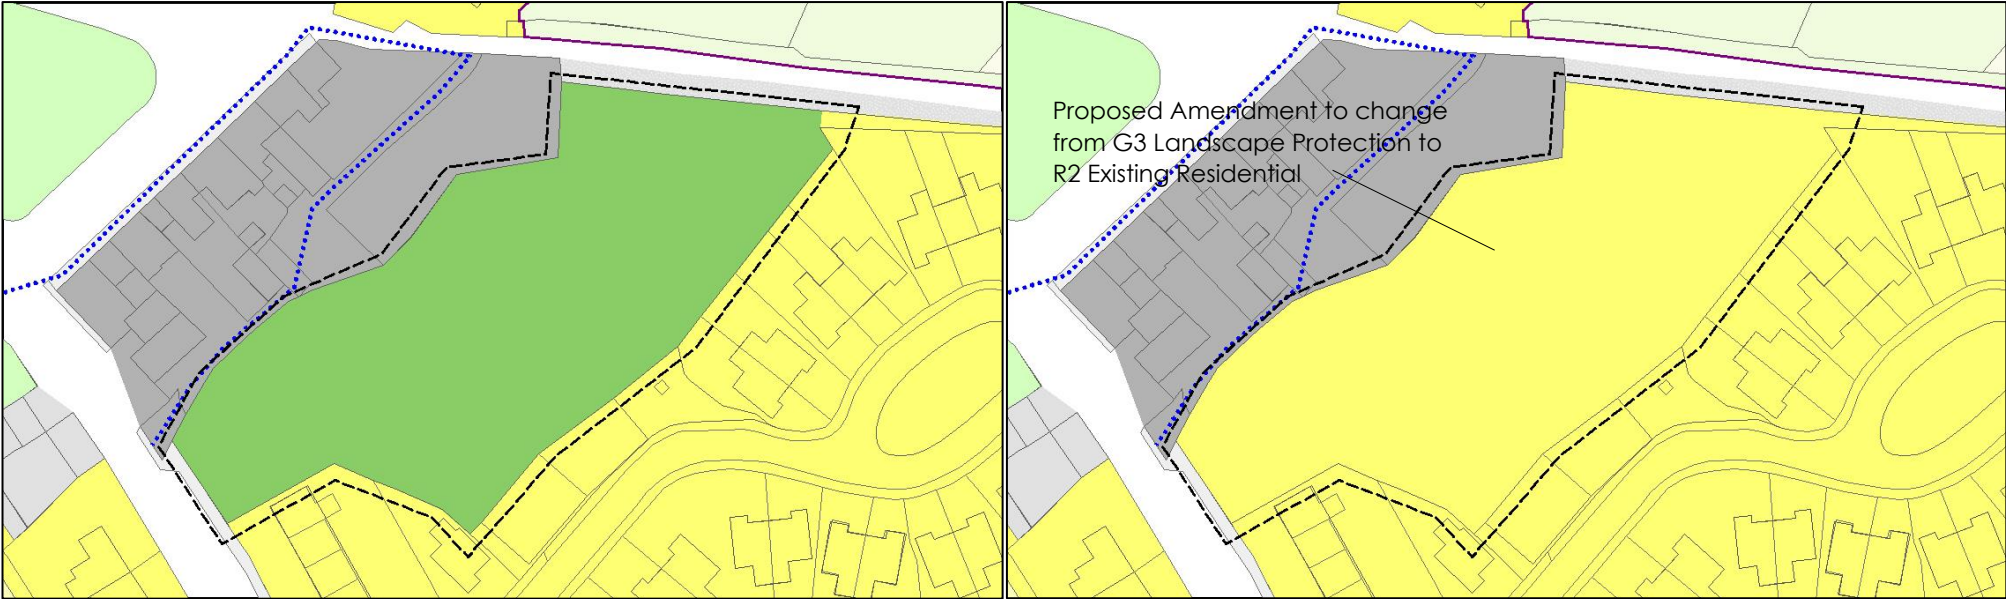 Proposed Amendment to change
from G3 Landscape Protection to
R2 Existing Residential